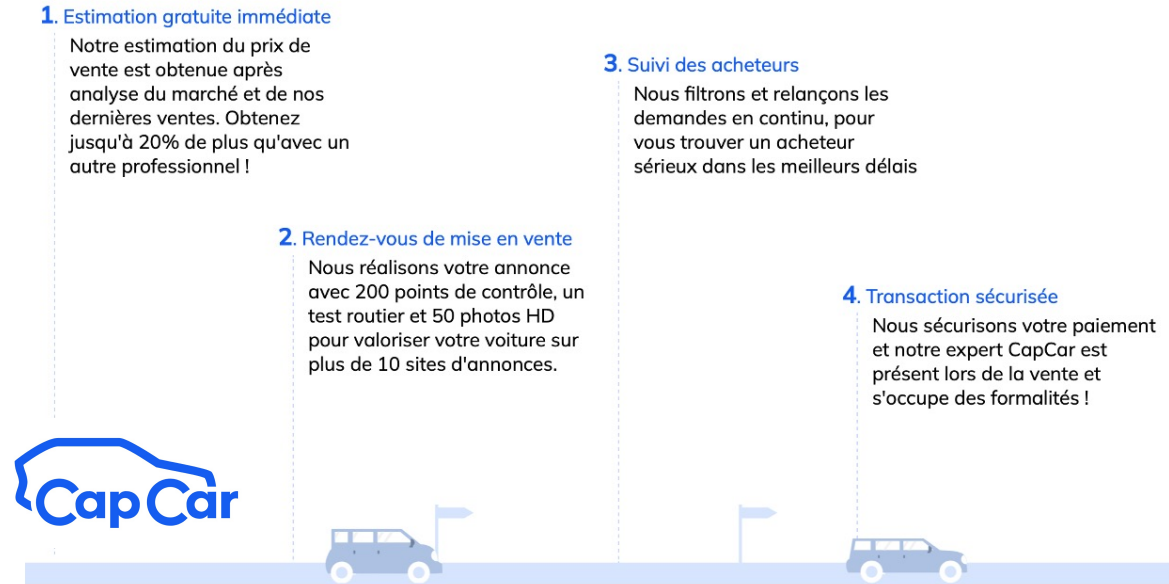 1. Estimation gratuite immédiate
Notre estimation du prix de
vente est obtenue après
analyse du marché et de nos
dernières ventes. Obtenez
jusqu'à 20% de plus qu'avec un
autre professionnel !
2. Rendez-vous de mise en vente
Nous réalisons votre annonce
avec 200 points de contrôle, un
test routier et 50 photos HD
pour valoriser votre voiture sur
plus de 10 sites d'annonces.
3. Suivi des acheteurs
Nous filtrons et relançons les
demandes en continu, pour
vous trouver un acheteur
sérieux dans les meilleurs délais
4. Transaction sécurisée
Nous sécurisons votre paiement
et notre expert CapCar est
présent lors de la vente et
s'occupe des formalités !
CapCar